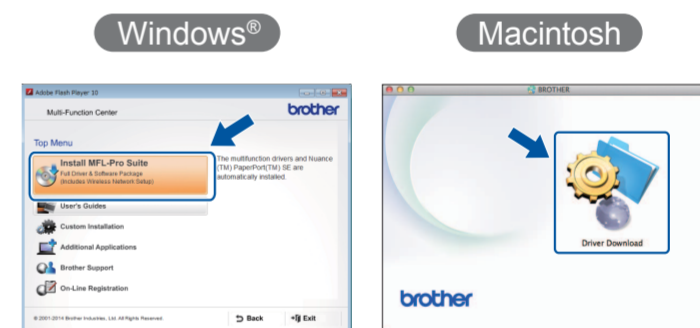 Windows®
Macintosh
Adobe Flash Player 10
Multi-Function Center
brother
Top Menu
Install MFL-Pro Suite
Full Driver & Software Package
(Includes Wireless Network Setup)
The multifunction drivers and Nuance
(TM) PaperPort(TM) SE are
automatically installed.
User's Guides
Custom Installation
Additional Applications
Brother Support
On-Line Registration
© 2001-2014 Brother Industries, Ltd. All Rights Reserved.
Back
Exit
BROTHER
Driver Download
brother